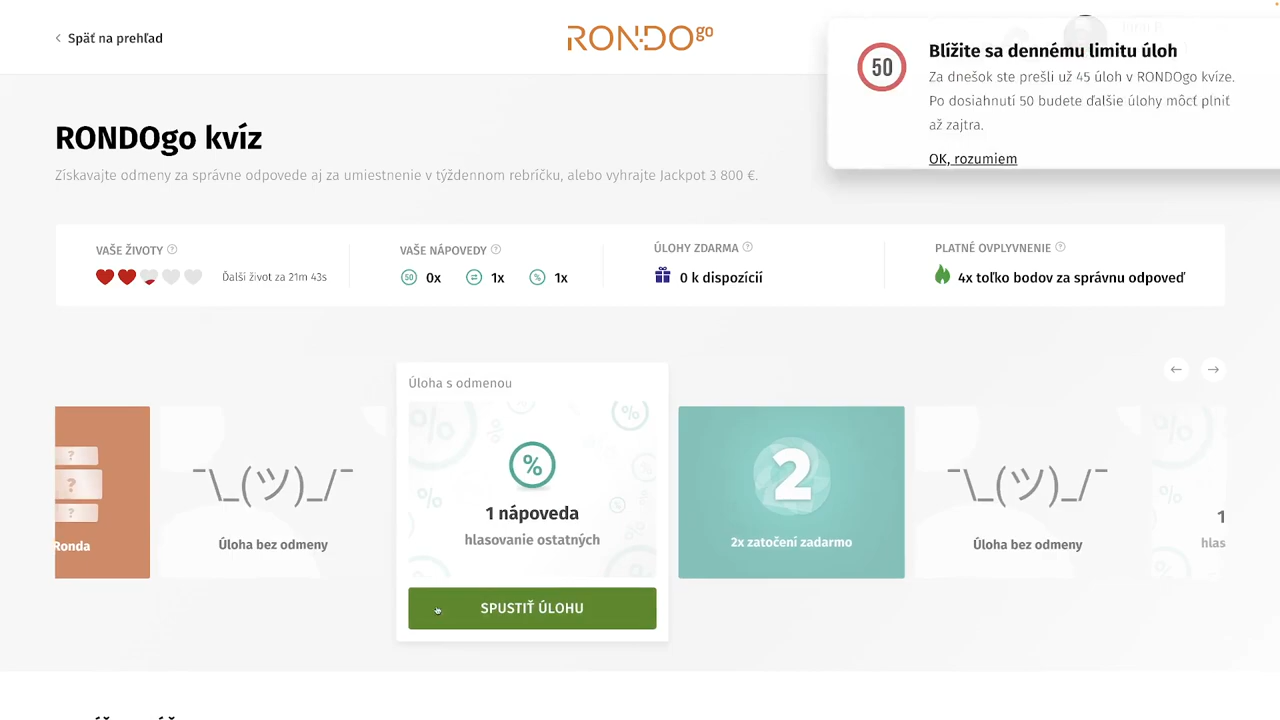 Späť na prehľad
RONDOgo
Blížite sa dennému limitu úloh
50
Za dnešok ste prešli už 45 úloh v RONDOgo kvíze.
Po dosiahnutí 50 budete ďalšie úlohy môcť plniť
až zajtra.
OK, rozumiem
RONDOgo kvíz
Získavajte odmeny za správne odpovede aj za umiestnenie v týždennom rebríčku, alebo vyhrajte Jackpot 3 800 €.
VAŠE ŽIVOTY
Ďalší život za 21m 43s
VAŠE NÁPOVEDY
50 0x 1x % 1x
ÚLOHY ZDARMA
0 k dispozícií
PLATNÉ OVPLYVNENIE
4x toľko bodov za správnu odpoveď
? ? ?
Ronda
¯\_(ツ)_/¯
Úloha bez odmeny
Úloha s odmenou
%
1 nápoveda
hlasovanie ostatných
SPUSTIŤ ÚLOHU
2
2x zatočení zadarmo
¯\_(ツ)_/¯
Úloha bez odmeny
1
hlas